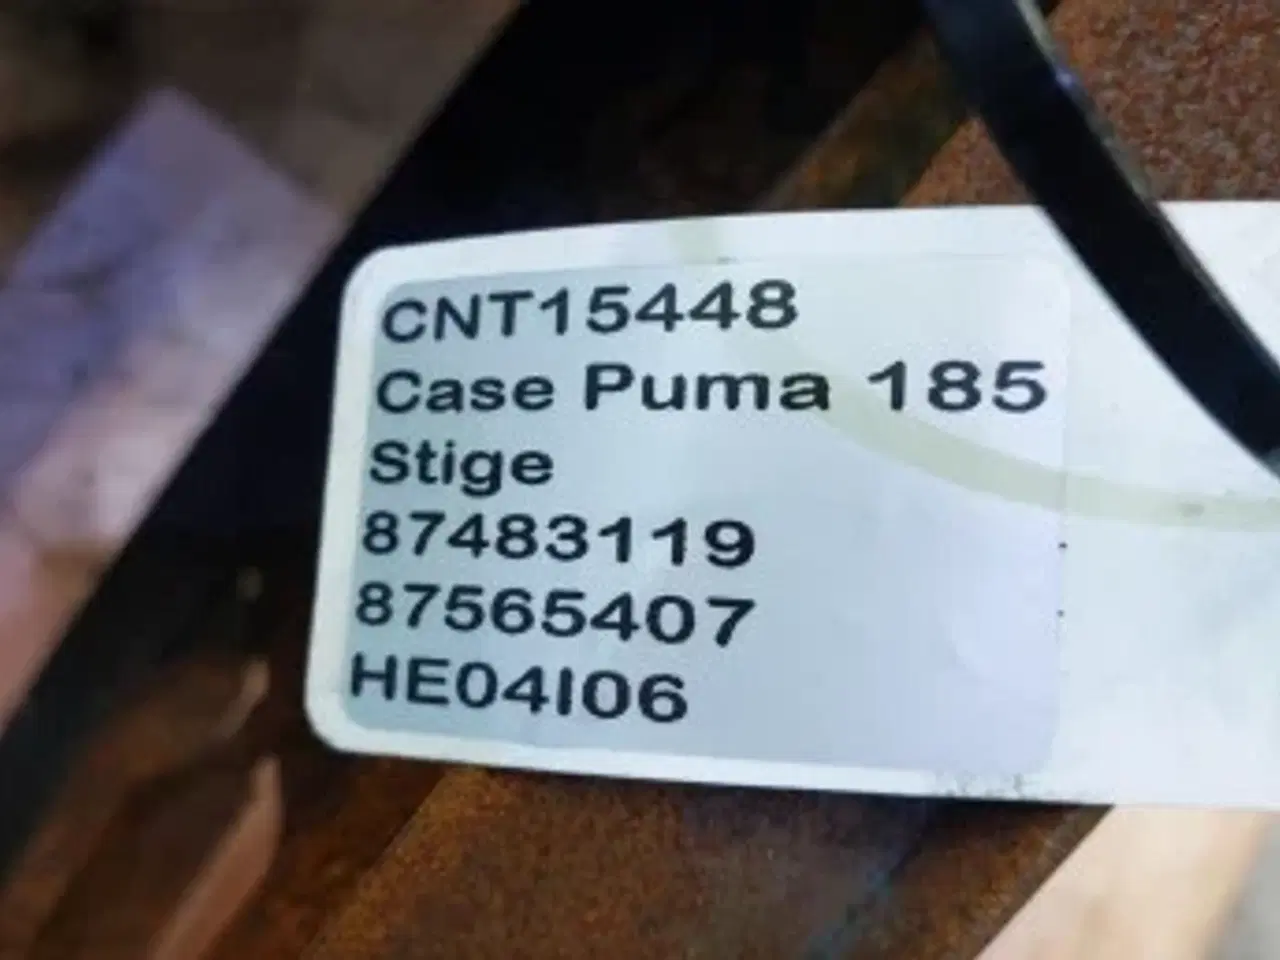 CNT15448
Case Puma 185
Stige
87483119
87565407
HE04I06